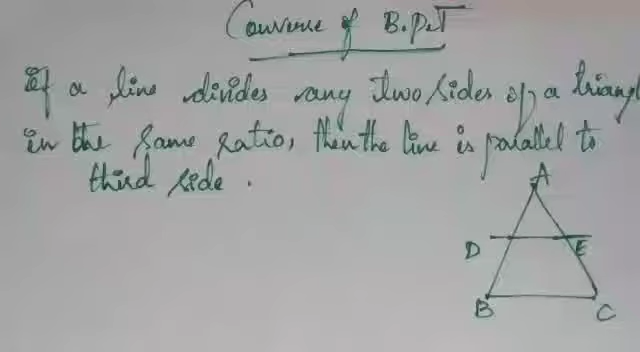 Converse of B.P.T
If a line divides any two sides of a triangl
in the same ratio, then the line is parallel to
third side.
A
D E
B C